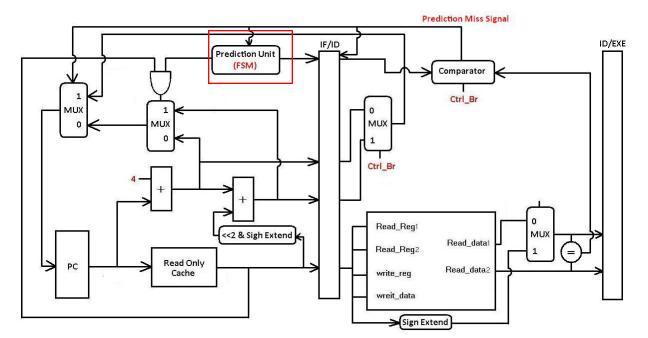 Prediction Miss Signal
IF/ID
ID/EXE
Prediction Unit
(FSM)
Comparator
Ctrl_Br
1
MUX
0
1
MUX
0
0
MUX
1
Ctrl_Br
4
+
+
<<2 & Sigh Extend
PC
Read Only
Cache
Read_Reg1
Read_Reg2
write_reg
wreit_data
Read_data1
Read_data2
0
MUX
1
=
Sign Extend